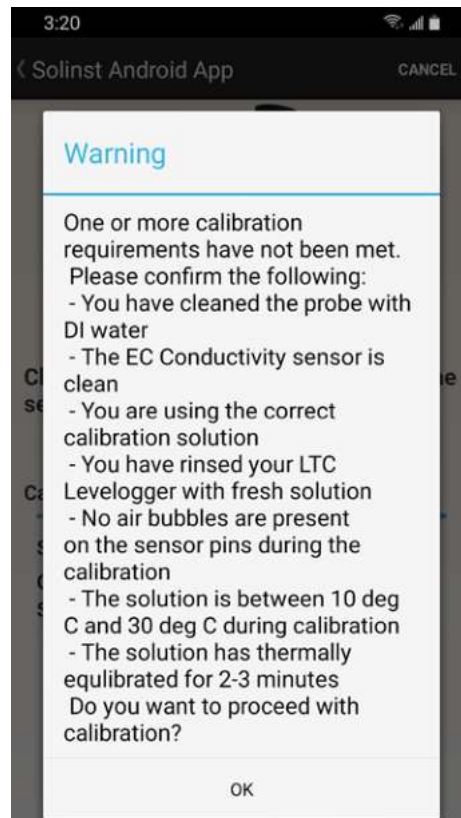 3:20
Solinst Android App
CANCEL
Warning
One or more calibration
requirements have not been met.
Please confirm the following:
- You have cleaned the probe with
DI water
- The EC Conductivity sensor is
clean
- You are using the correct
calibration solution
- You have rinsed your LTC
Levelogger with fresh solution
- No air bubbles are present
on the sensor pins during the
calibration
- The solution is between 10 deg
C and 30 deg C during calibration
- The solution has thermally
equlibrated for 2-3 minutes
Do you want to proceed with
calibration?
OK